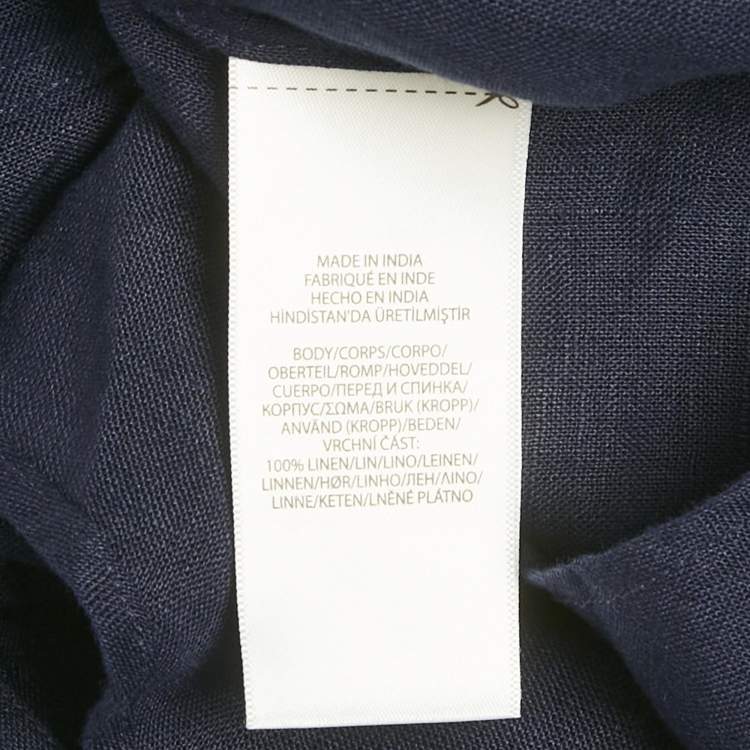 MADE IN INDIA
FABRIQUÉ EN INDE
HECHO EN INDIA
HİNDİSTAN'DA ÜRETİLMİŞTİR
BODY/CORPS/CORPO/
OBERTEIL/ROMP/HOVEDDEL/
CUERPO/ПЕРЕД И СПИНКА/
КОРПУС/ΣΩΜΑ/BRUK (KROPP)/
ANVÄND (KROPP)/BEDEN/
VRCHNÍ ČÁST:
100% LINEN/LIN/LINO/LEINEN/
LINNEN/HØR/LINHO/ЛЕН/ΛΙΝΟ/
LINNE/KETEN/LNĚNÉ PLÁTNO